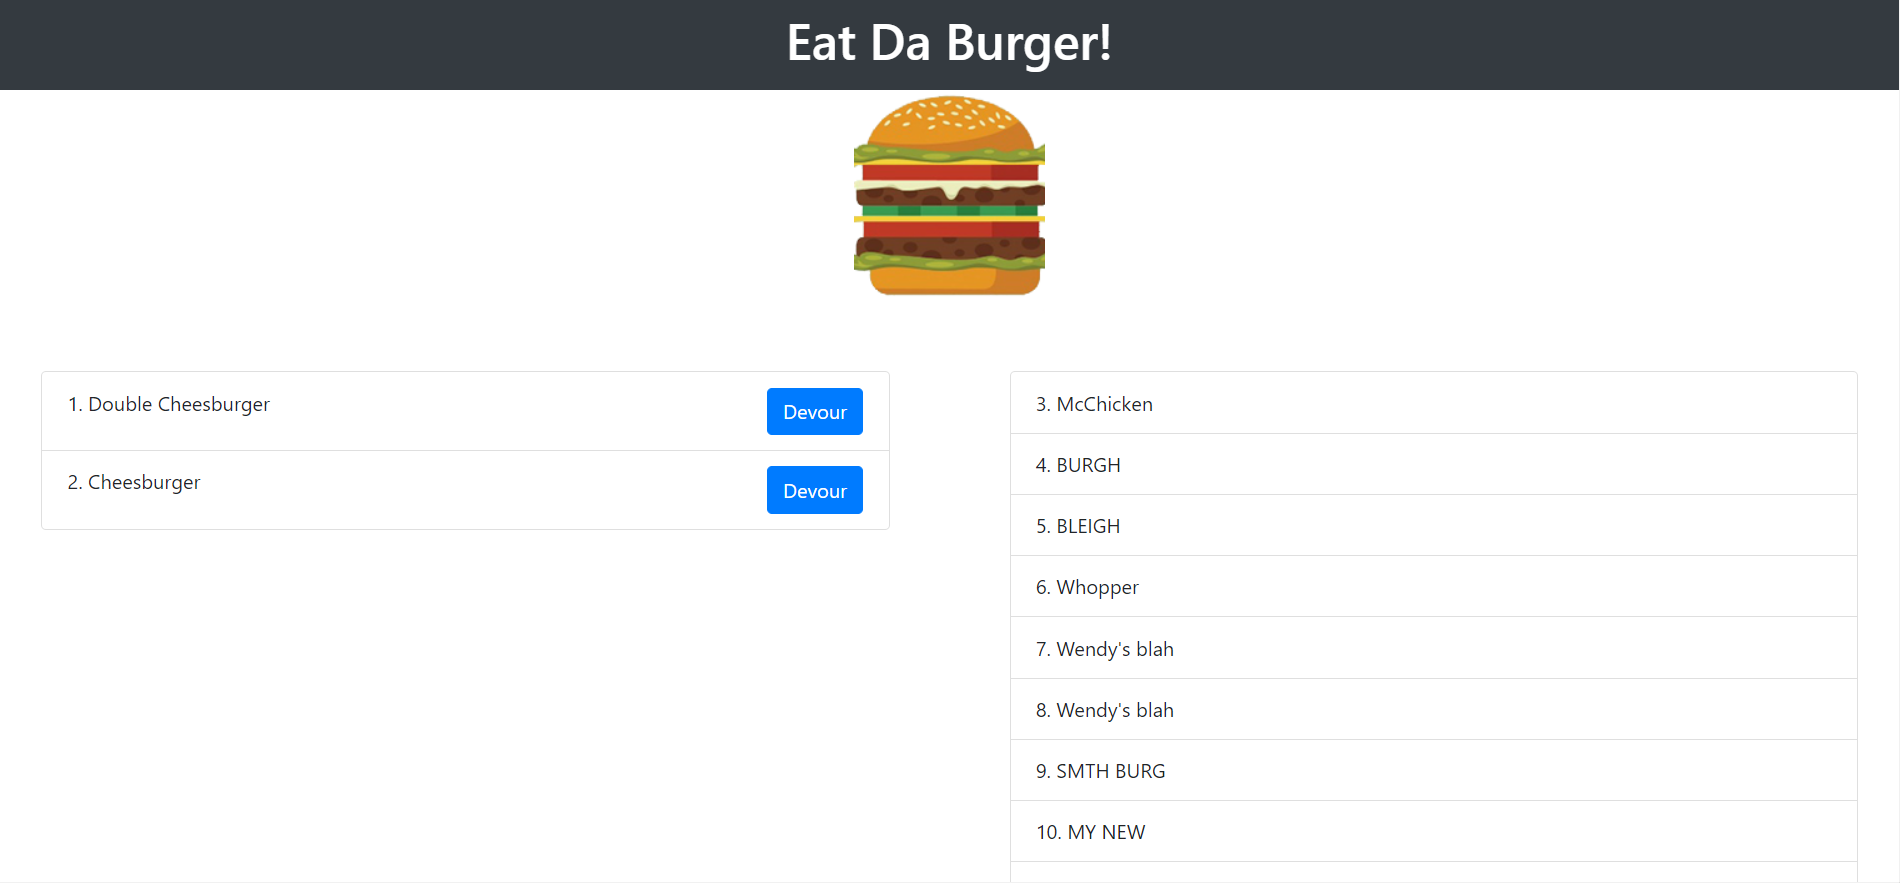 Eat Da Burger!
1. Double Cheesburger
Devour
2. Cheesburger
Devour
3. McChicken
4. BURGH
5. BLEIGH
6. Whopper
7. Wendy's blah
8. Wendy's blah
9. SMTH BURG
10. MY NEW